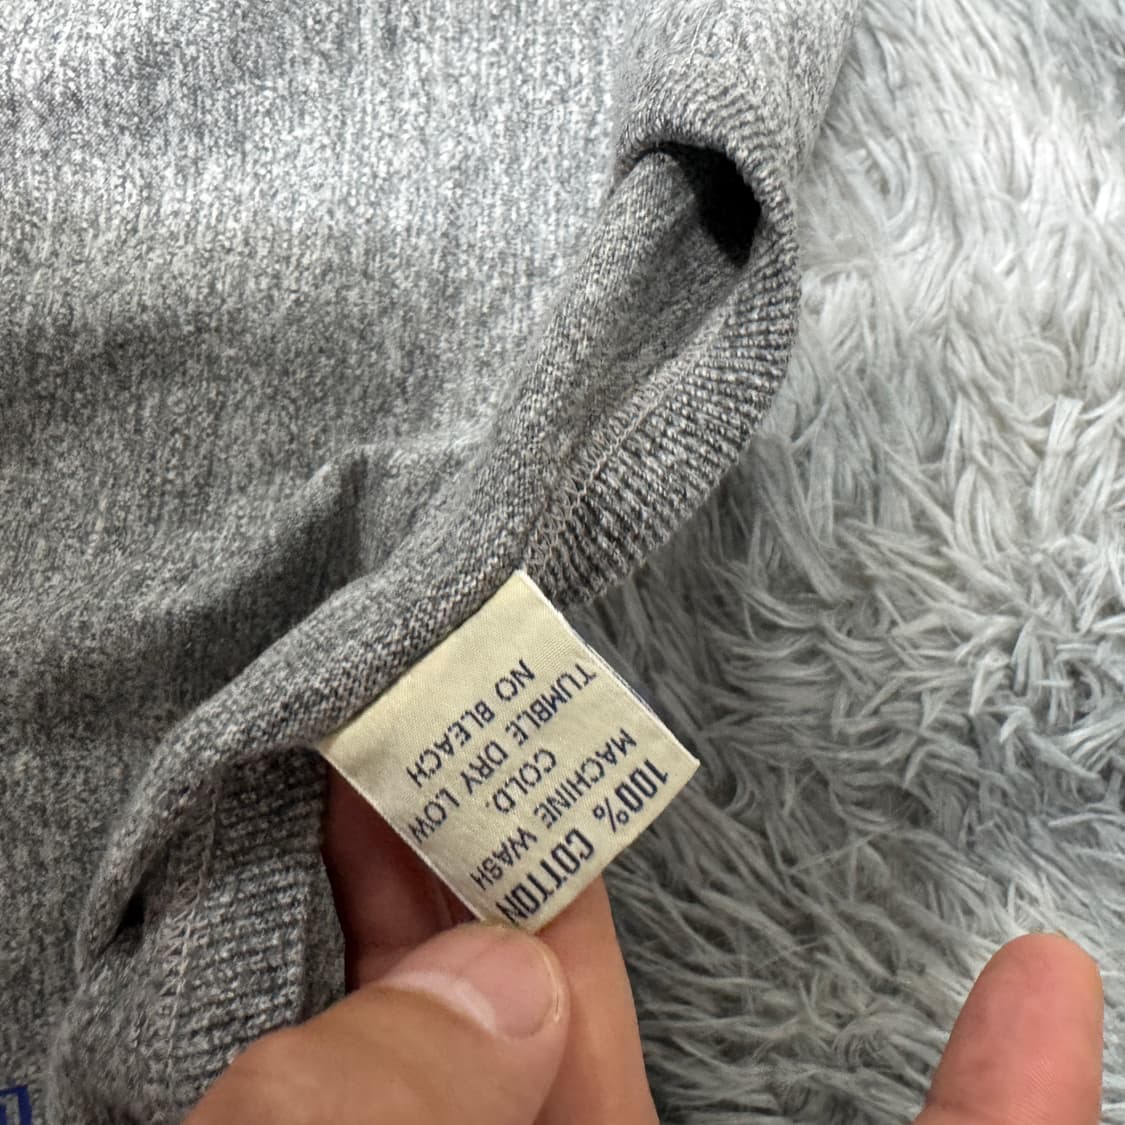 100% COTTON
MACHINE WASH
COLD.
TUMBLE DRY LOW
NO BLEACH